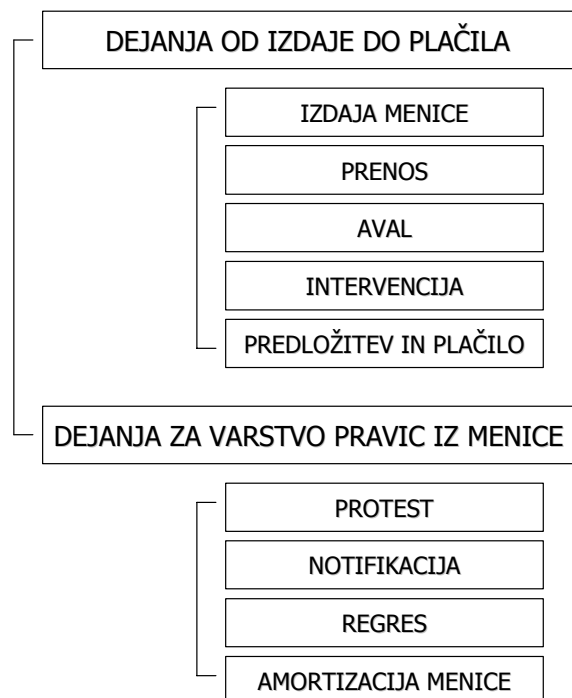 DEJANJA OD IZDAJE DO PLAČILA
IZDAJA MENICE
PRENOS
AVAL
INTERVENCIJA
PREDLOŽITEV IN PLAČILO
DEJANJA ZA VARSTVO PRAVIC IZ MENICE
PROTEST
NOTIFIKACIJA
REGRES
AMORTIZACIJA MENICE